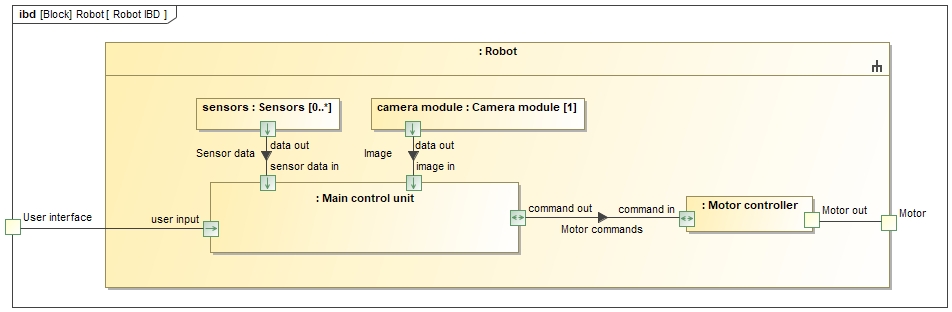 ibd [Block] Robot [ Robot IBD ]
: Robot
sensors : Sensors [0..*]
camera module : Camera module [1]
data out
data out
Sensor data
Image
sensor data in
image in
: Main control unit
User interface
user input
command out
command in
Motor commands
: Motor controller
Motor out
Motor